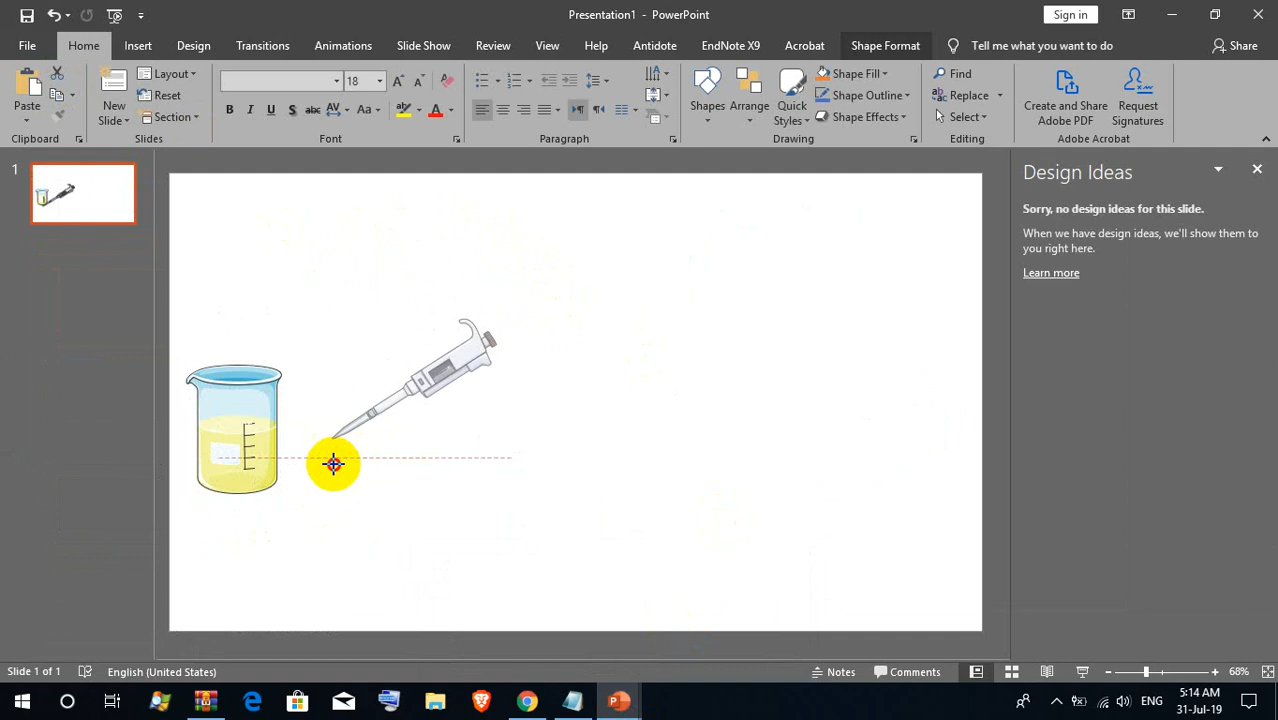 Presentation1 - PowerPoint
Sign in
File
Home
Insert
Design
Transitions
Animations
Slide Show
Review
View
Help
Antidote
EndNote X9
Acrobat
Shape Format
Tell me what you want to do
Share
Paste
Clipboard
New
Slide
Layout
Reset
Section
Slides
18
A A
B I U S abc AV Aa
A
Font
Paragraph
Shapes
Arrange
Quick
Styles
Shape Fill
Shape Outline
Shape Effects
Drawing
Find
Replace
Select
Editing
Create and Share
Adobe PDF
Request
Signatures
Adobe Acrobat
1
Design Ideas
Sorry, no design ideas for this slide.
When we have design ideas, we'll show them to
you right here.
Learn more
Slide 1 of 1
English (United States)
Notes
Comments
68%
ENG
5:14 AM
31-Jul-19